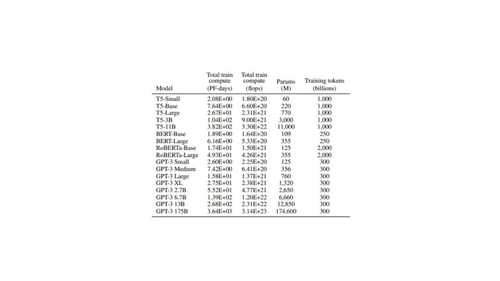 Total train Total train
compute compute Params Training tokens
Model (PF-days) (flops) (M) (billions)
T5-Small 2.08E+00 1.80E+20 60 1,000
T5-Base 7.64E+00 6.60E+20 220 1,000
T5-Large 2.67E+01 2.31E+21 770 1,000
T5-3B 1.04E+02 9.00E+21 3,000 1,000
T5-11B 3.82E+02 3.30E+22 11,000 1,000
BERT-Base 1.89E+00 1.64E+20 109 250
BERT-Large 6.16E+00 5.33E+20 355 250
RoBERTa-Base 1.74E+01 1.50E+21 125 2,000
RoBERTa-Large 4.93E+01 4.26E+21 355 2,000
GPT-3 Small 2.60E+00 2.25E+20 125 300
GPT-3 Medium 7.42E+00 6.41E+20 356 300
GPT-3 Large 1.58E+01 1.37E+21 760 300
GPT-3 XL 2.75E+01 2.38E+21 1,320 300
GPT-3 2.7B 5.52E+01 4.77E+21 2,650 300
GPT-3 6.7B 1.39E+02 1.20E+22 6,660 300
GPT-3 13B 2.68E+02 2.31E+22 12,850 300
GPT-3 175B 3.64E+03 3.14E+23 174,600 300